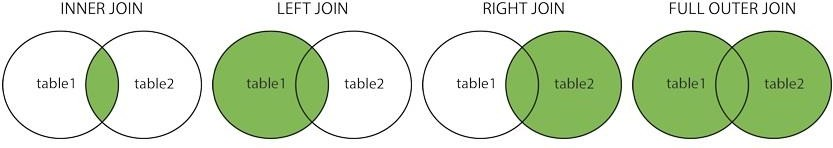 INNER JOIN
LEFT JOIN
RIGHT JOIN
FULL OUTER JOIN
table1
table2
table1
table2
table1
table2
table1
table2